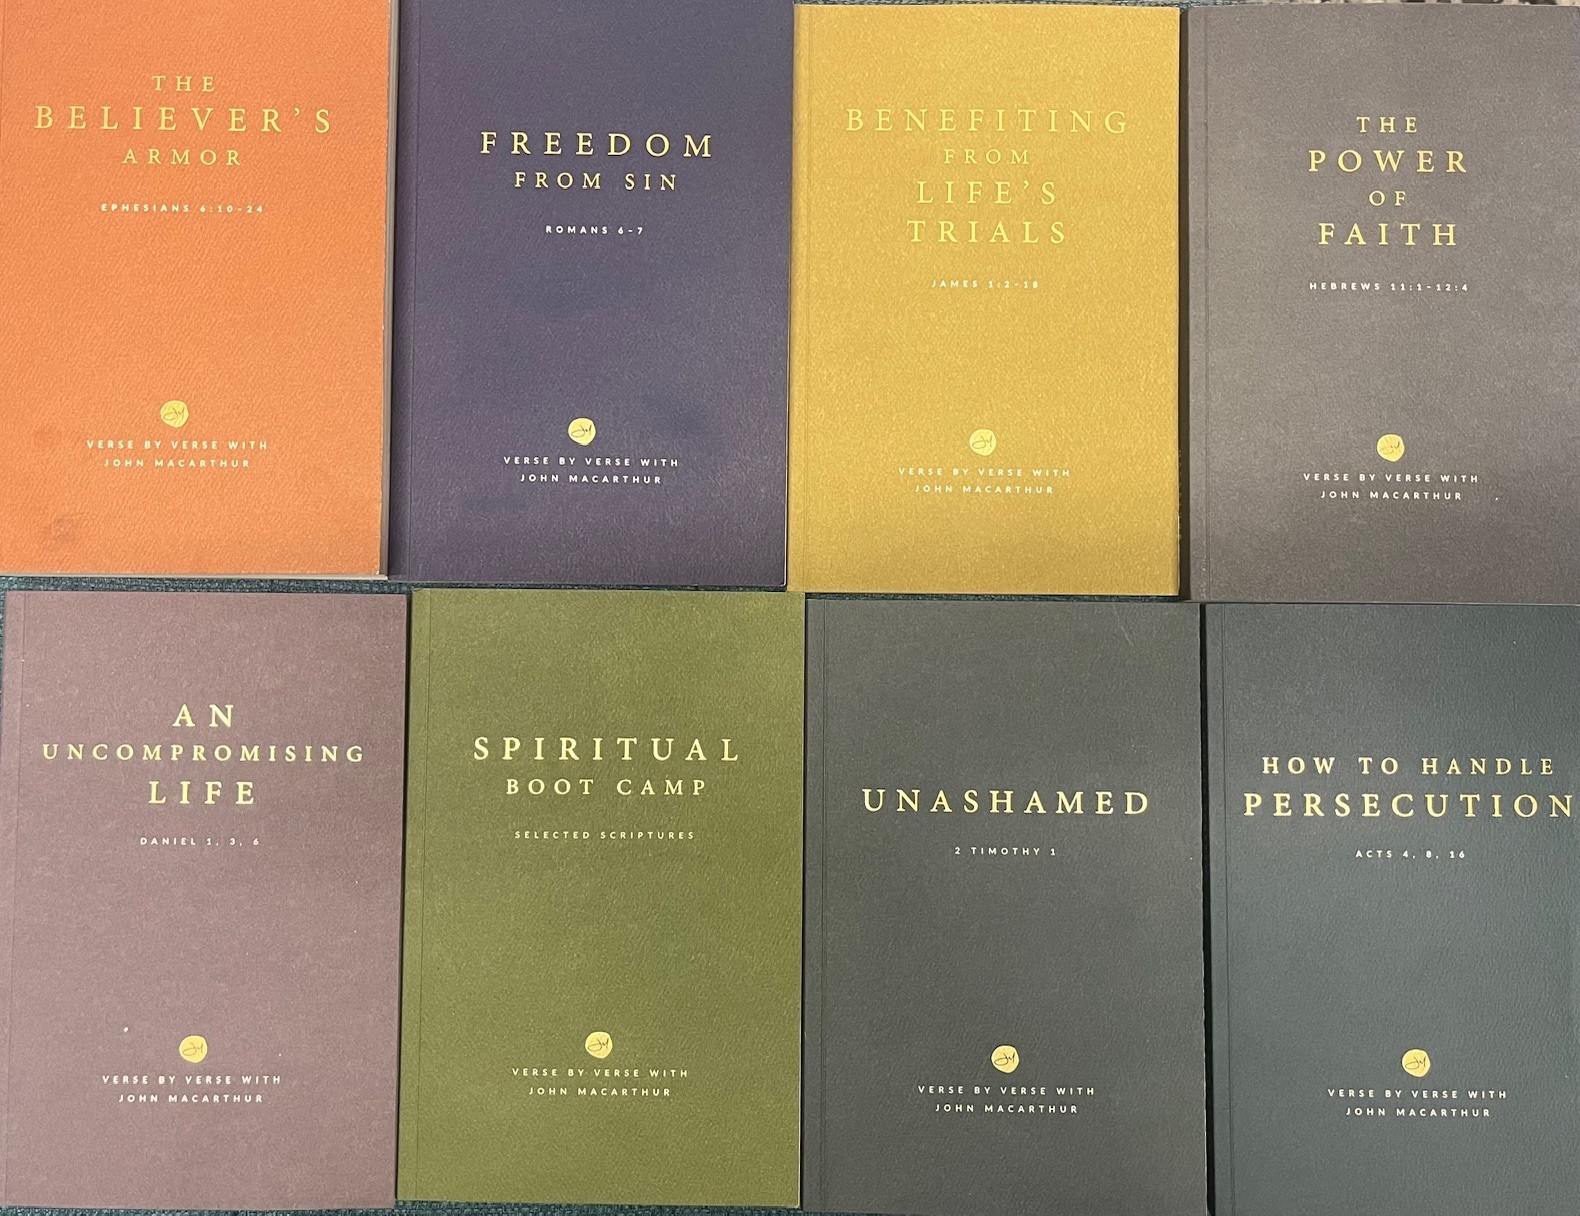 THE
BELIEVER'S
ARMOR
EPHESIANS 6:10-24
VERSE BY VERSE WITH
JOHN MACARTHUR
FREEDOM
FROM SIN
ROMANS 6-7
VERSE BY VERSE WITH
JOHN MACARTHUR
BENEFITING
FROM
LIFE'S
TRIALS
JAMES 1:2-18
VERSE BY VERSE WITH
JOHN MACARTHUR
THE
POWER
OF
FAITH
HEBREWS 11:1-12:4
VERSE BY VERSE WITH
JOHN MACARTHUR
AN
UNCOMPROMISING
LIFE
DANIEL 1, 3, 6
VERSE BY VERSE WITH
JOHN MACARTHUR
SPIRITUAL
BOOT CAMP
SELECTED SCRIPTURES
VERSE BY VERSE WITH
JOHN MACARTHUR
UNASHAMED
2 TIMOTHY 1
VERSE BY VERSE WITH
JOHN MACARTHUR
HOW TO HANDLE
PERSECUTION
ACTS 4, 8, 16
VERSE BY VERSE WITH
JOHN MACARTHUR